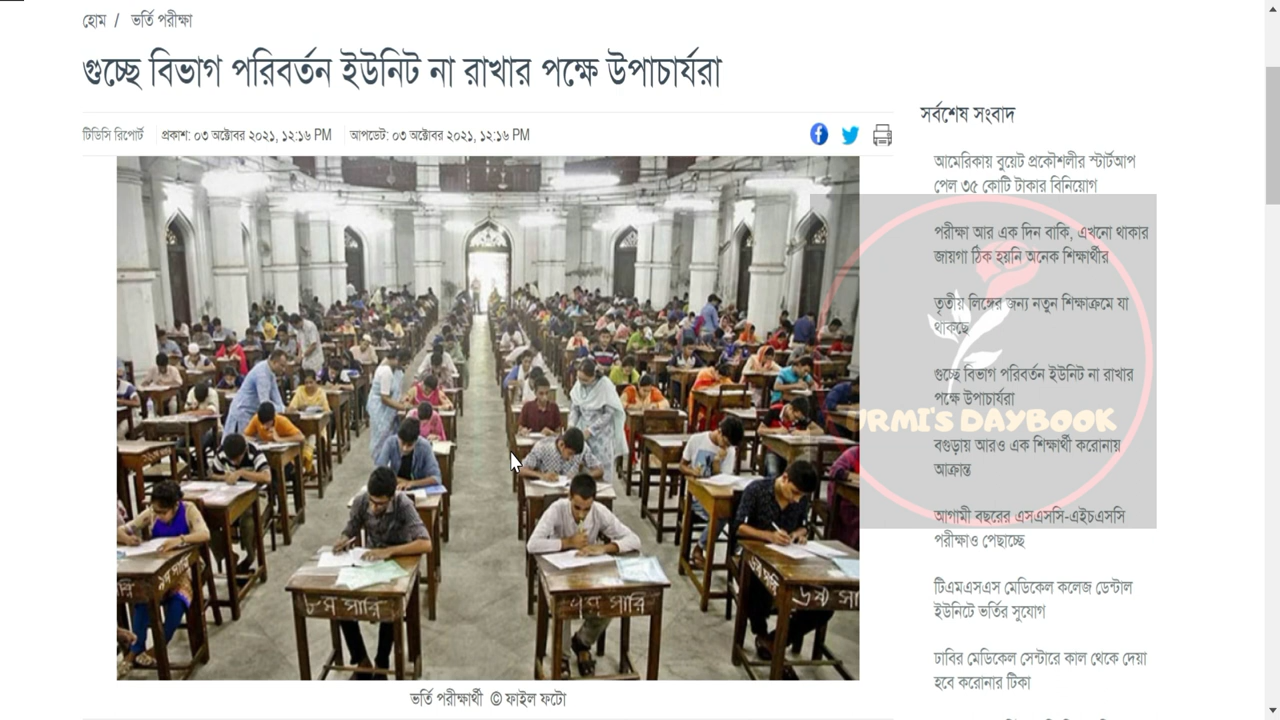 হোম / ভর্তি পরীক্ষা
গুচ্ছে বিভাগ পরিবর্তন ইউনিট না রাখার পক্ষে উপাচার্যরা
টিডিসি রিপোর্ট প্রকাশ: ০৩ অক্টোবর ২০২১, ১২:১৬ PM আপডেট: ০৩ অক্টোবর ২০২১, ১২:১৬ PM
৮ম সারি
৭ম সারি
৬ষ্ঠ সা
ভর্তি পরীক্ষার্থী © ফাইল ফটো
সর্বশেষ সংবাদ
আমেরিকায় বুয়েট প্রকৌশলীর স্টার্টআপ
পেল ৩৫ কোটি টাকার বিনিয়োগ
পরীক্ষা আর এক দিন বাকি, এখনো থাকার
জায়গা ঠিক হয়নি অনেক শিক্ষার্থীর
তৃতীয় লিঙ্গের জন্য নতুন শিক্ষাক্রমে যা
থাকছে
গুচ্ছে বিভাগ পরিবর্তন ইউনিট না রাখার
পক্ষে উপাচার্যরা
URMI'S DAYBOOK
বগুড়ায় আরও এক শিক্ষার্থী করোনায়
আক্রান্ত
আগামী বছরের এসএসসি-এইচএসসি
পরীক্ষাও পেছাচ্ছে
টিএমএসএস মেডিকেল কলেজ ডেন্টাল
ইউনিটে ভর্তির সুযোগ
ঢাবির মেডিকেল সেন্টারে কাল থেকে দেয়া
হবে করোনার টিকা